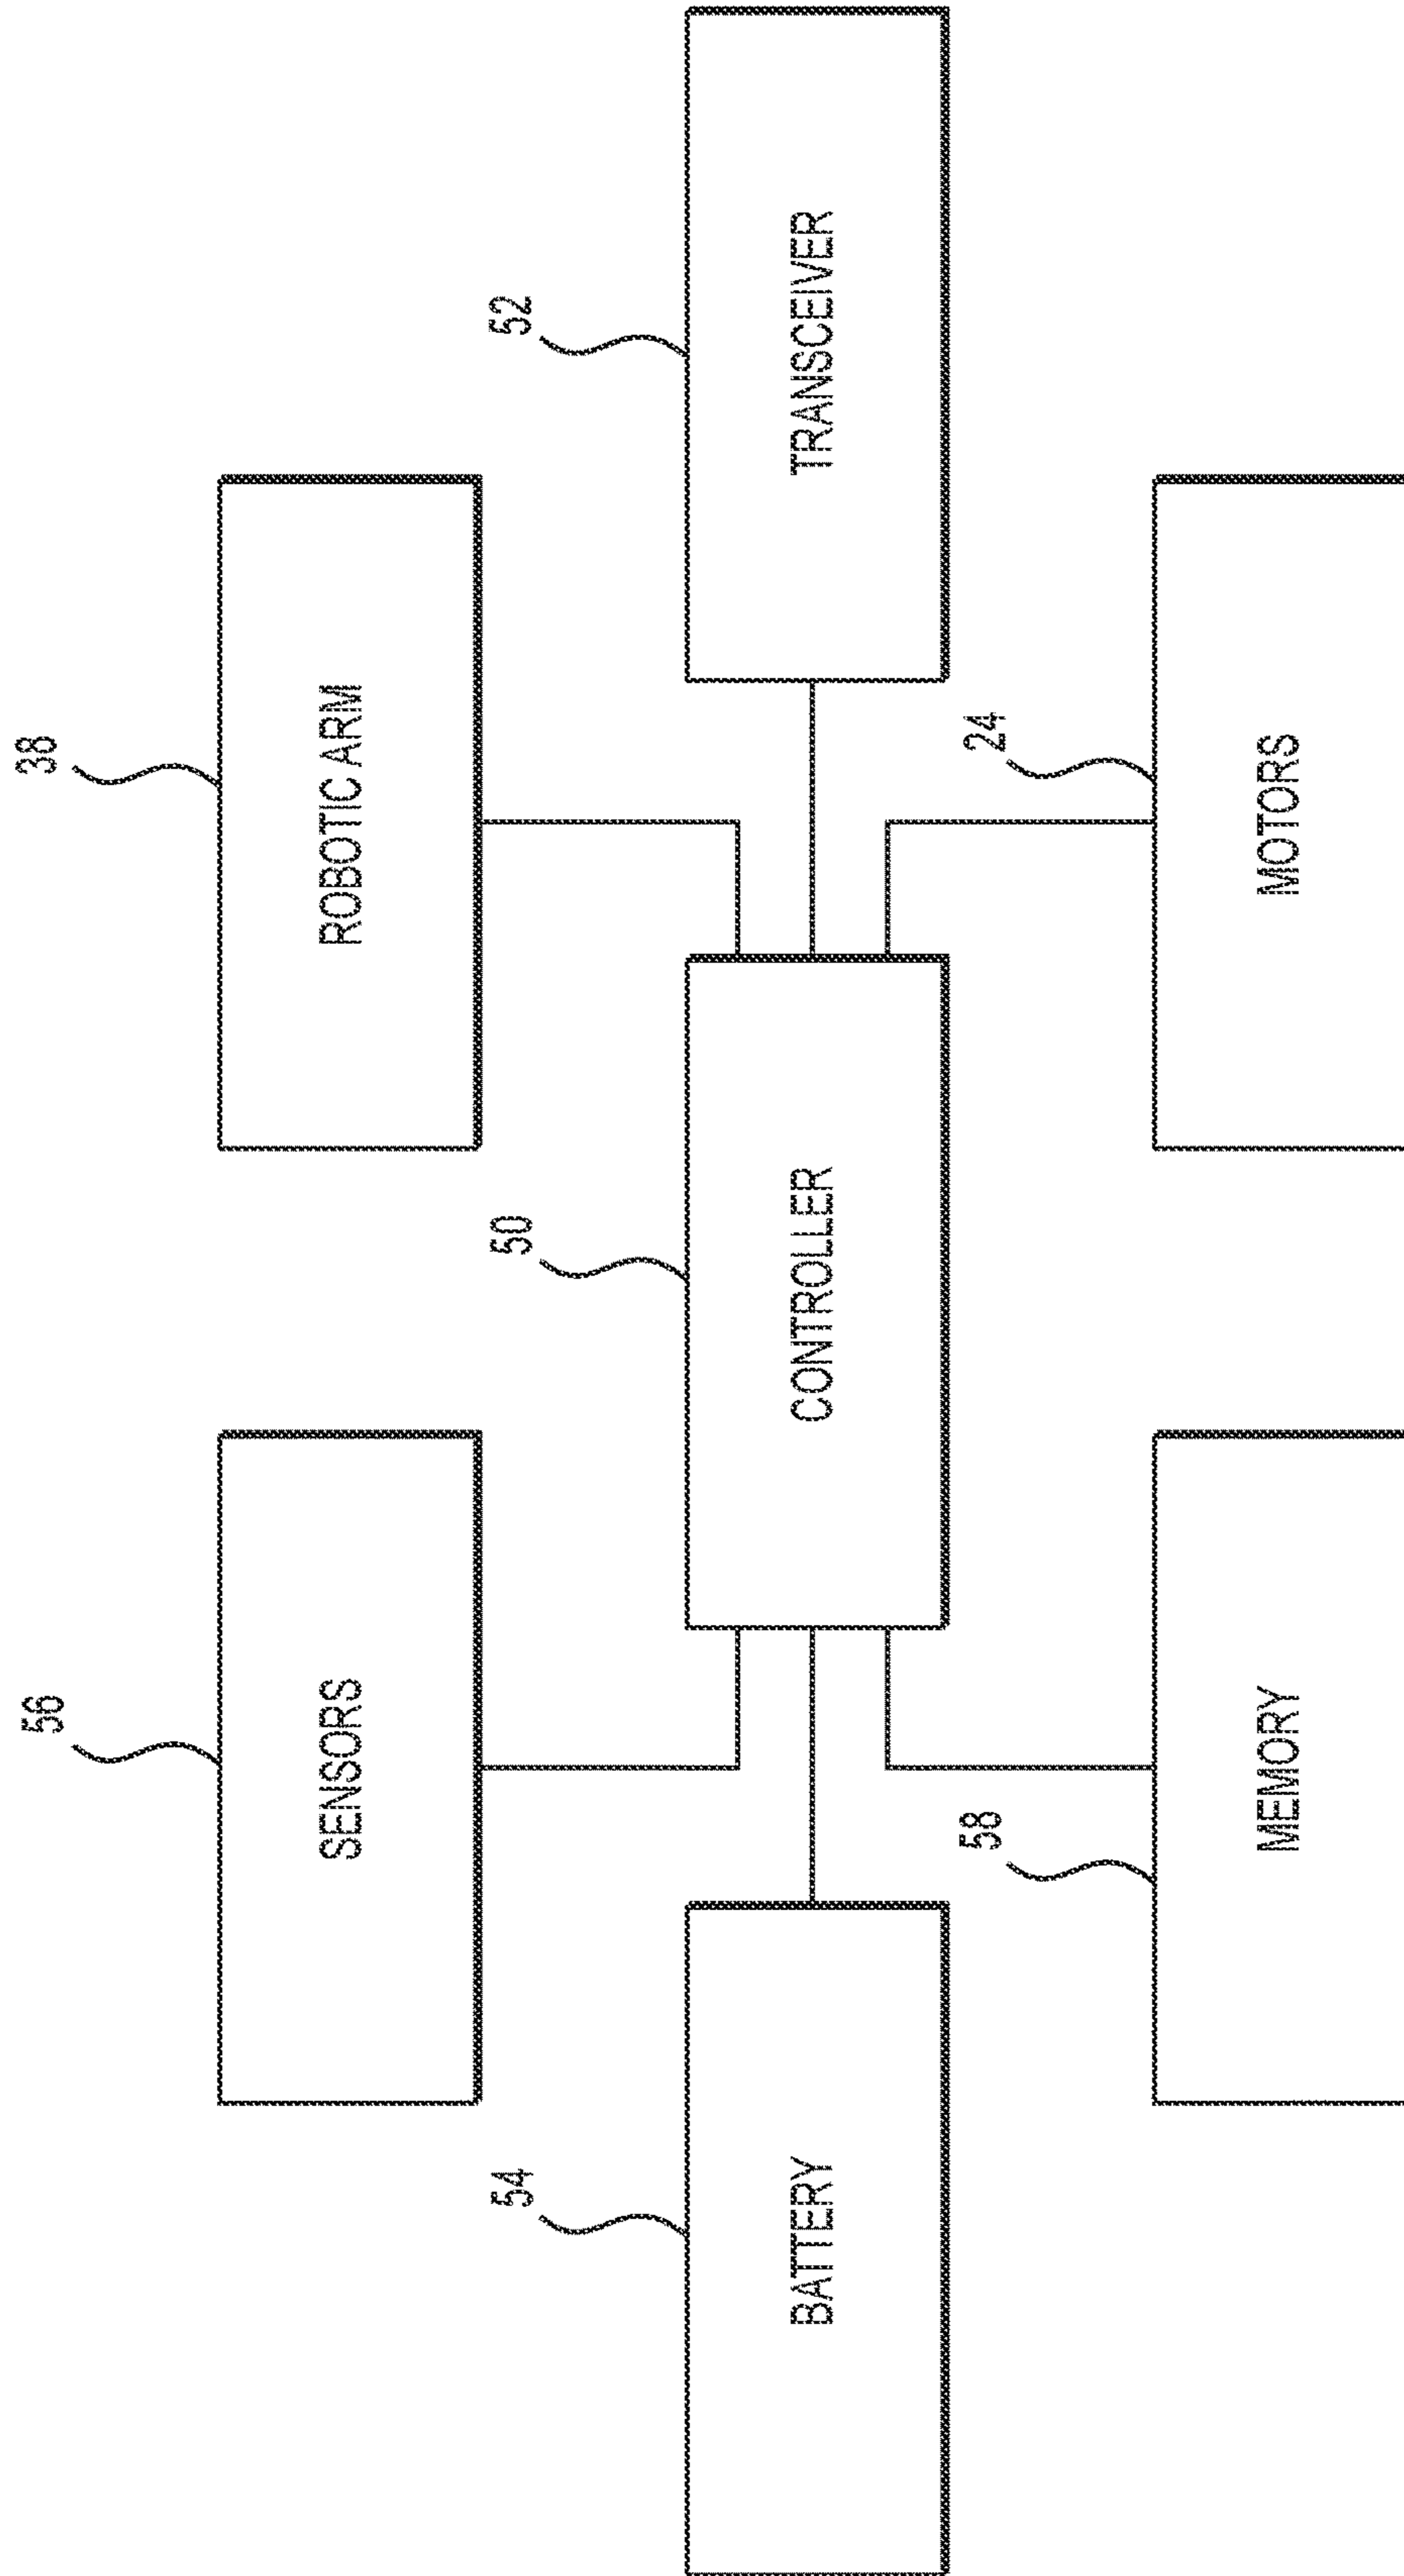 56
SENSORS
38
ROBOTIC ARM
54
BATTERY
50
CONTROLLER
52
TRANSCEIVER
58
MEMORY
24
MOTORS